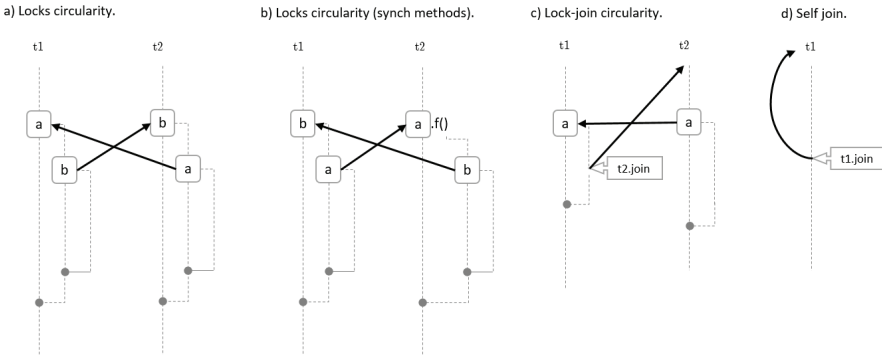 a) Locks circularity.
b) Locks circularity (synch methods).
c) Lock-join circularity.
d) Self join.
t1
t2
t1
t2
t1
t2
t1
a
b
b
a
b
a
.f()
a
b
a
a
t2.join
t1.join